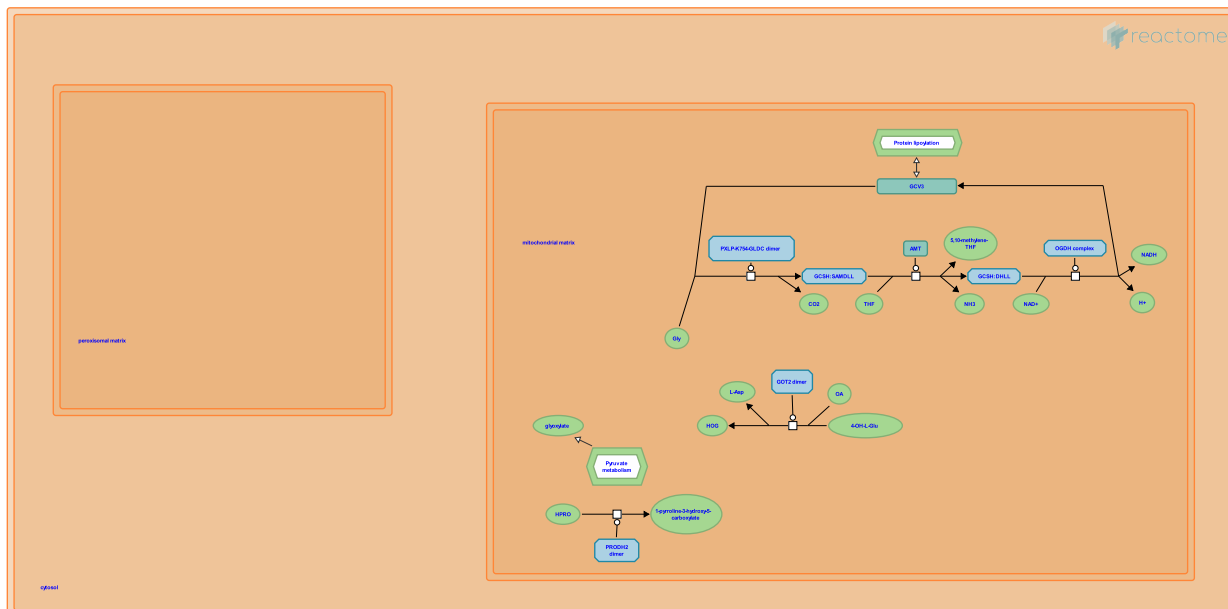 reactome
Protein lipoylation
GCV3
mitochondrial matrix
PXLP-K754-GLDC dimer
AMT
5,10-methylene-
THF
OGDH complex
NADH
GCSH:SAMDLL
GCSH:DHLL
CO2
THF
NH3
NAD+
H+
Gly
peroxisomal matrix
GOT2 dimer
L-Asp
OA
HOG
4-OH-L-Glu
glyoxylate
Pyruvate
metabolism
HPRO
1-pyrroline-3-hydroxy-5-
carboxylate
PRODH2
dimer
cytosol